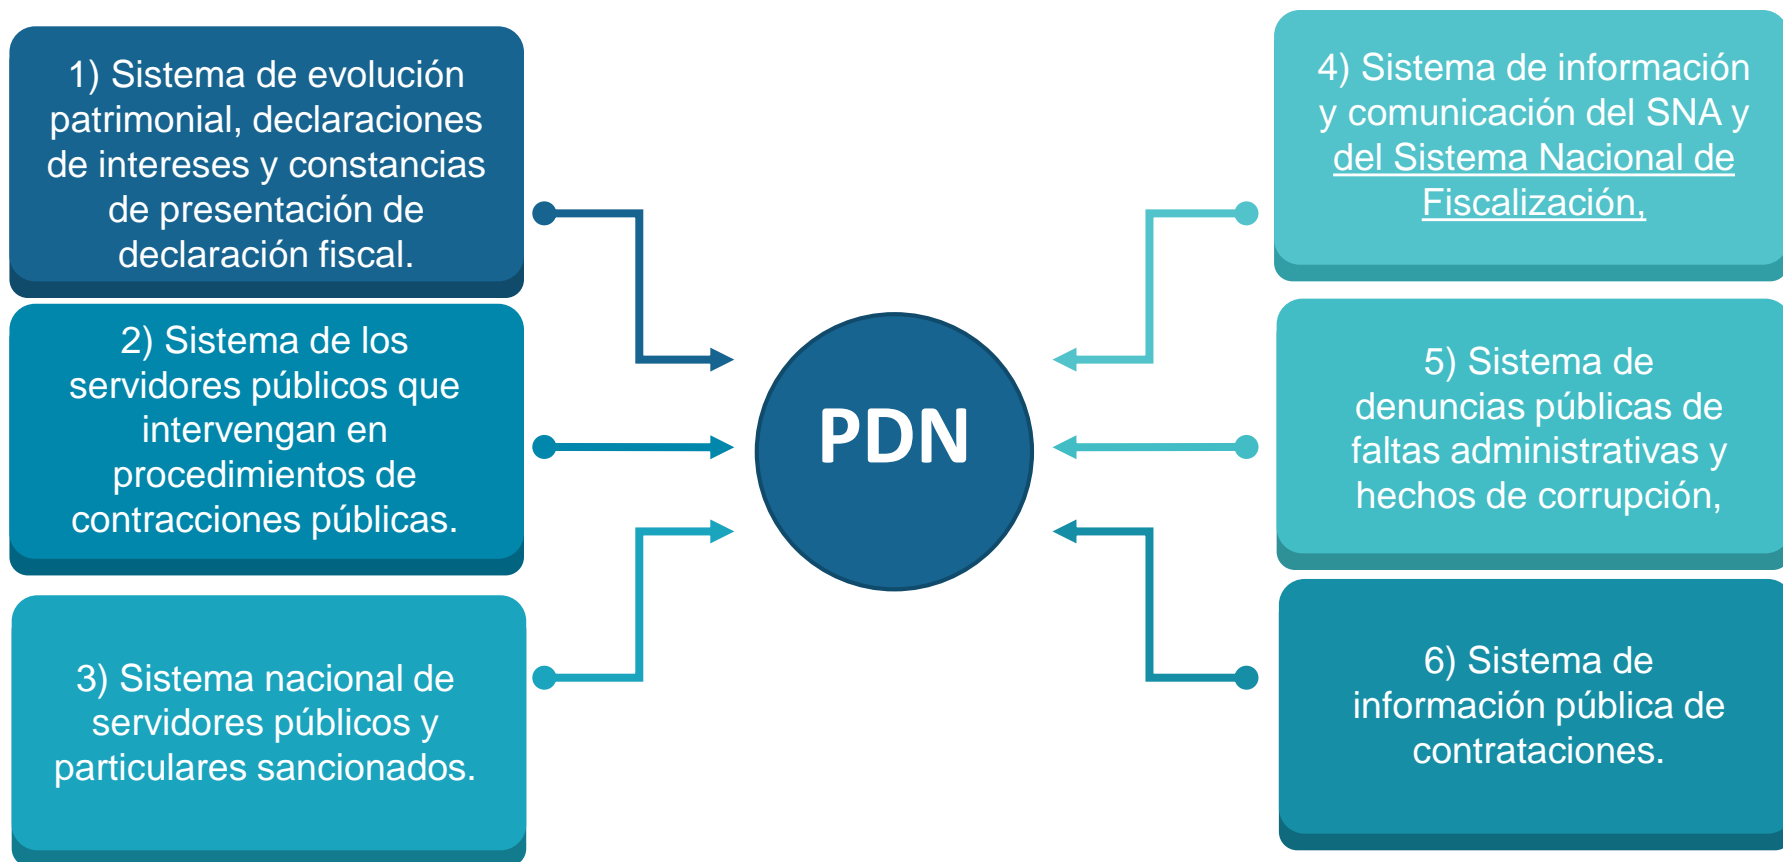 1) Sistema de evolución
patrimonial, declaraciones
de intereses y constancias
de presentación de
declaración fiscal.
2) Sistema de los
servidores públicos que
intervengan en
procedimientos de
contracciones públicas.
3) Sistema nacional de
servidores públicos y
particulares sancionados.
PDN
4) Sistema de información
y comunicación del SNA y
del Sistema Nacional de
Fiscalización,
5) Sistema de
denuncias públicas de
faltas administrativas y
hechos de corrupción,
6) Sistema de
información pública de
contrataciones.